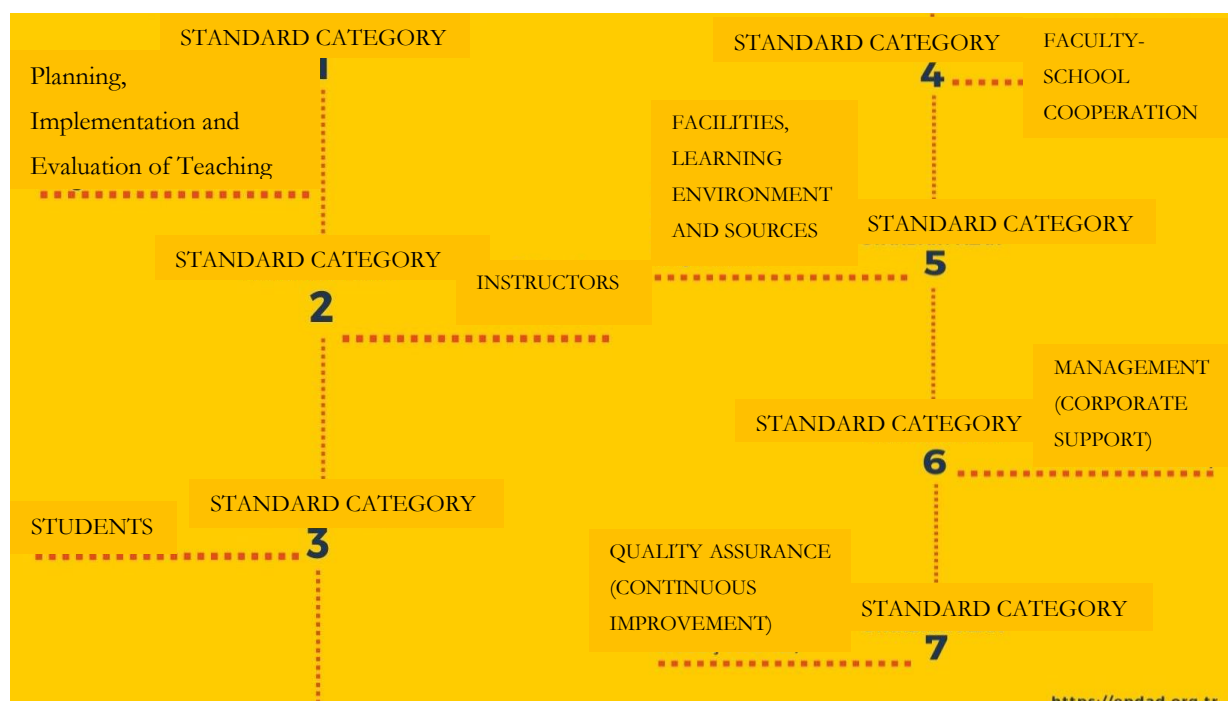 STANDARD CATEGORY
1
Planning,
Implementation and
Evaluation of Teaching
STANDARD CATEGORY
2
INSTRUCTORS
STANDARD CATEGORY
3
STUDENTS
STANDARD CATEGORY
4
FACULTY-
SCHOOL
COOPERATION
FACILITIES,
LEARNING
ENVIRONMENT
AND SOURCES
STANDARD CATEGORY
5
MANAGEMENT
(CORPORATE
SUPPORT)
STANDARD CATEGORY
6
QUALITY ASSURANCE
(CONTINUOUS
IMPROVEMENT)
STANDARD CATEGORY
7